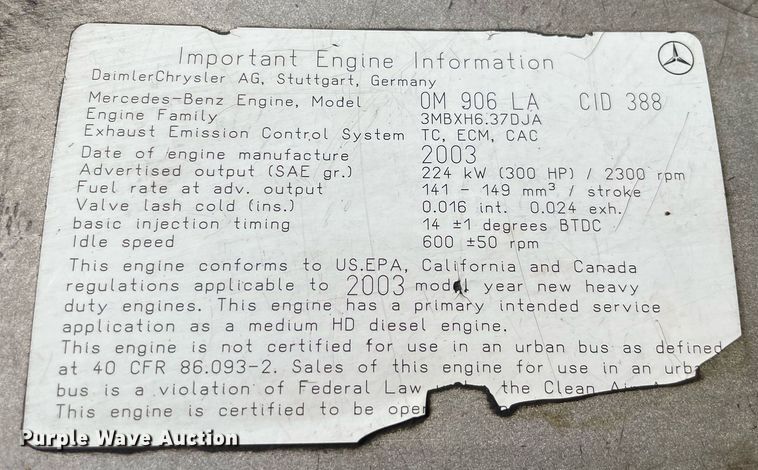 Important Engine Information
DaimlerChrysler AG, Stuttgart, Germany
Mercedes-Benz Engine, Model OM 906 LA CID 388
Engine Family 3MBXH6.37DJA
Exhaust Emission Control System TC, ECM, CAC
Date of engine manufacture 2003
Advertised output (SAE gr.) 224 kW (300 HP) / 2300 rpm
Fuel rate at adv. output 141 - 149 mm³ / stroke
Valve lash cold (ins.) 0.016 int. 0.024 exh.
basic injection timing 14 ±1 degrees BTDC
Idle speed 600 ±50 rpm
This engine conforms to US.EPA, California and Canada
regulations applicable to 2003 model year new heavy
duty engines. This engine has a primary intended service
application as a medium HD diesel engine.
This engine is not certified for use in an urban bus as defined
at 40 CFR 86.093-2. Sales of this engine for use in an urba
bus is a violation of Federal Law the Clean
This engine is certified to be oper
Purple Wave Auction